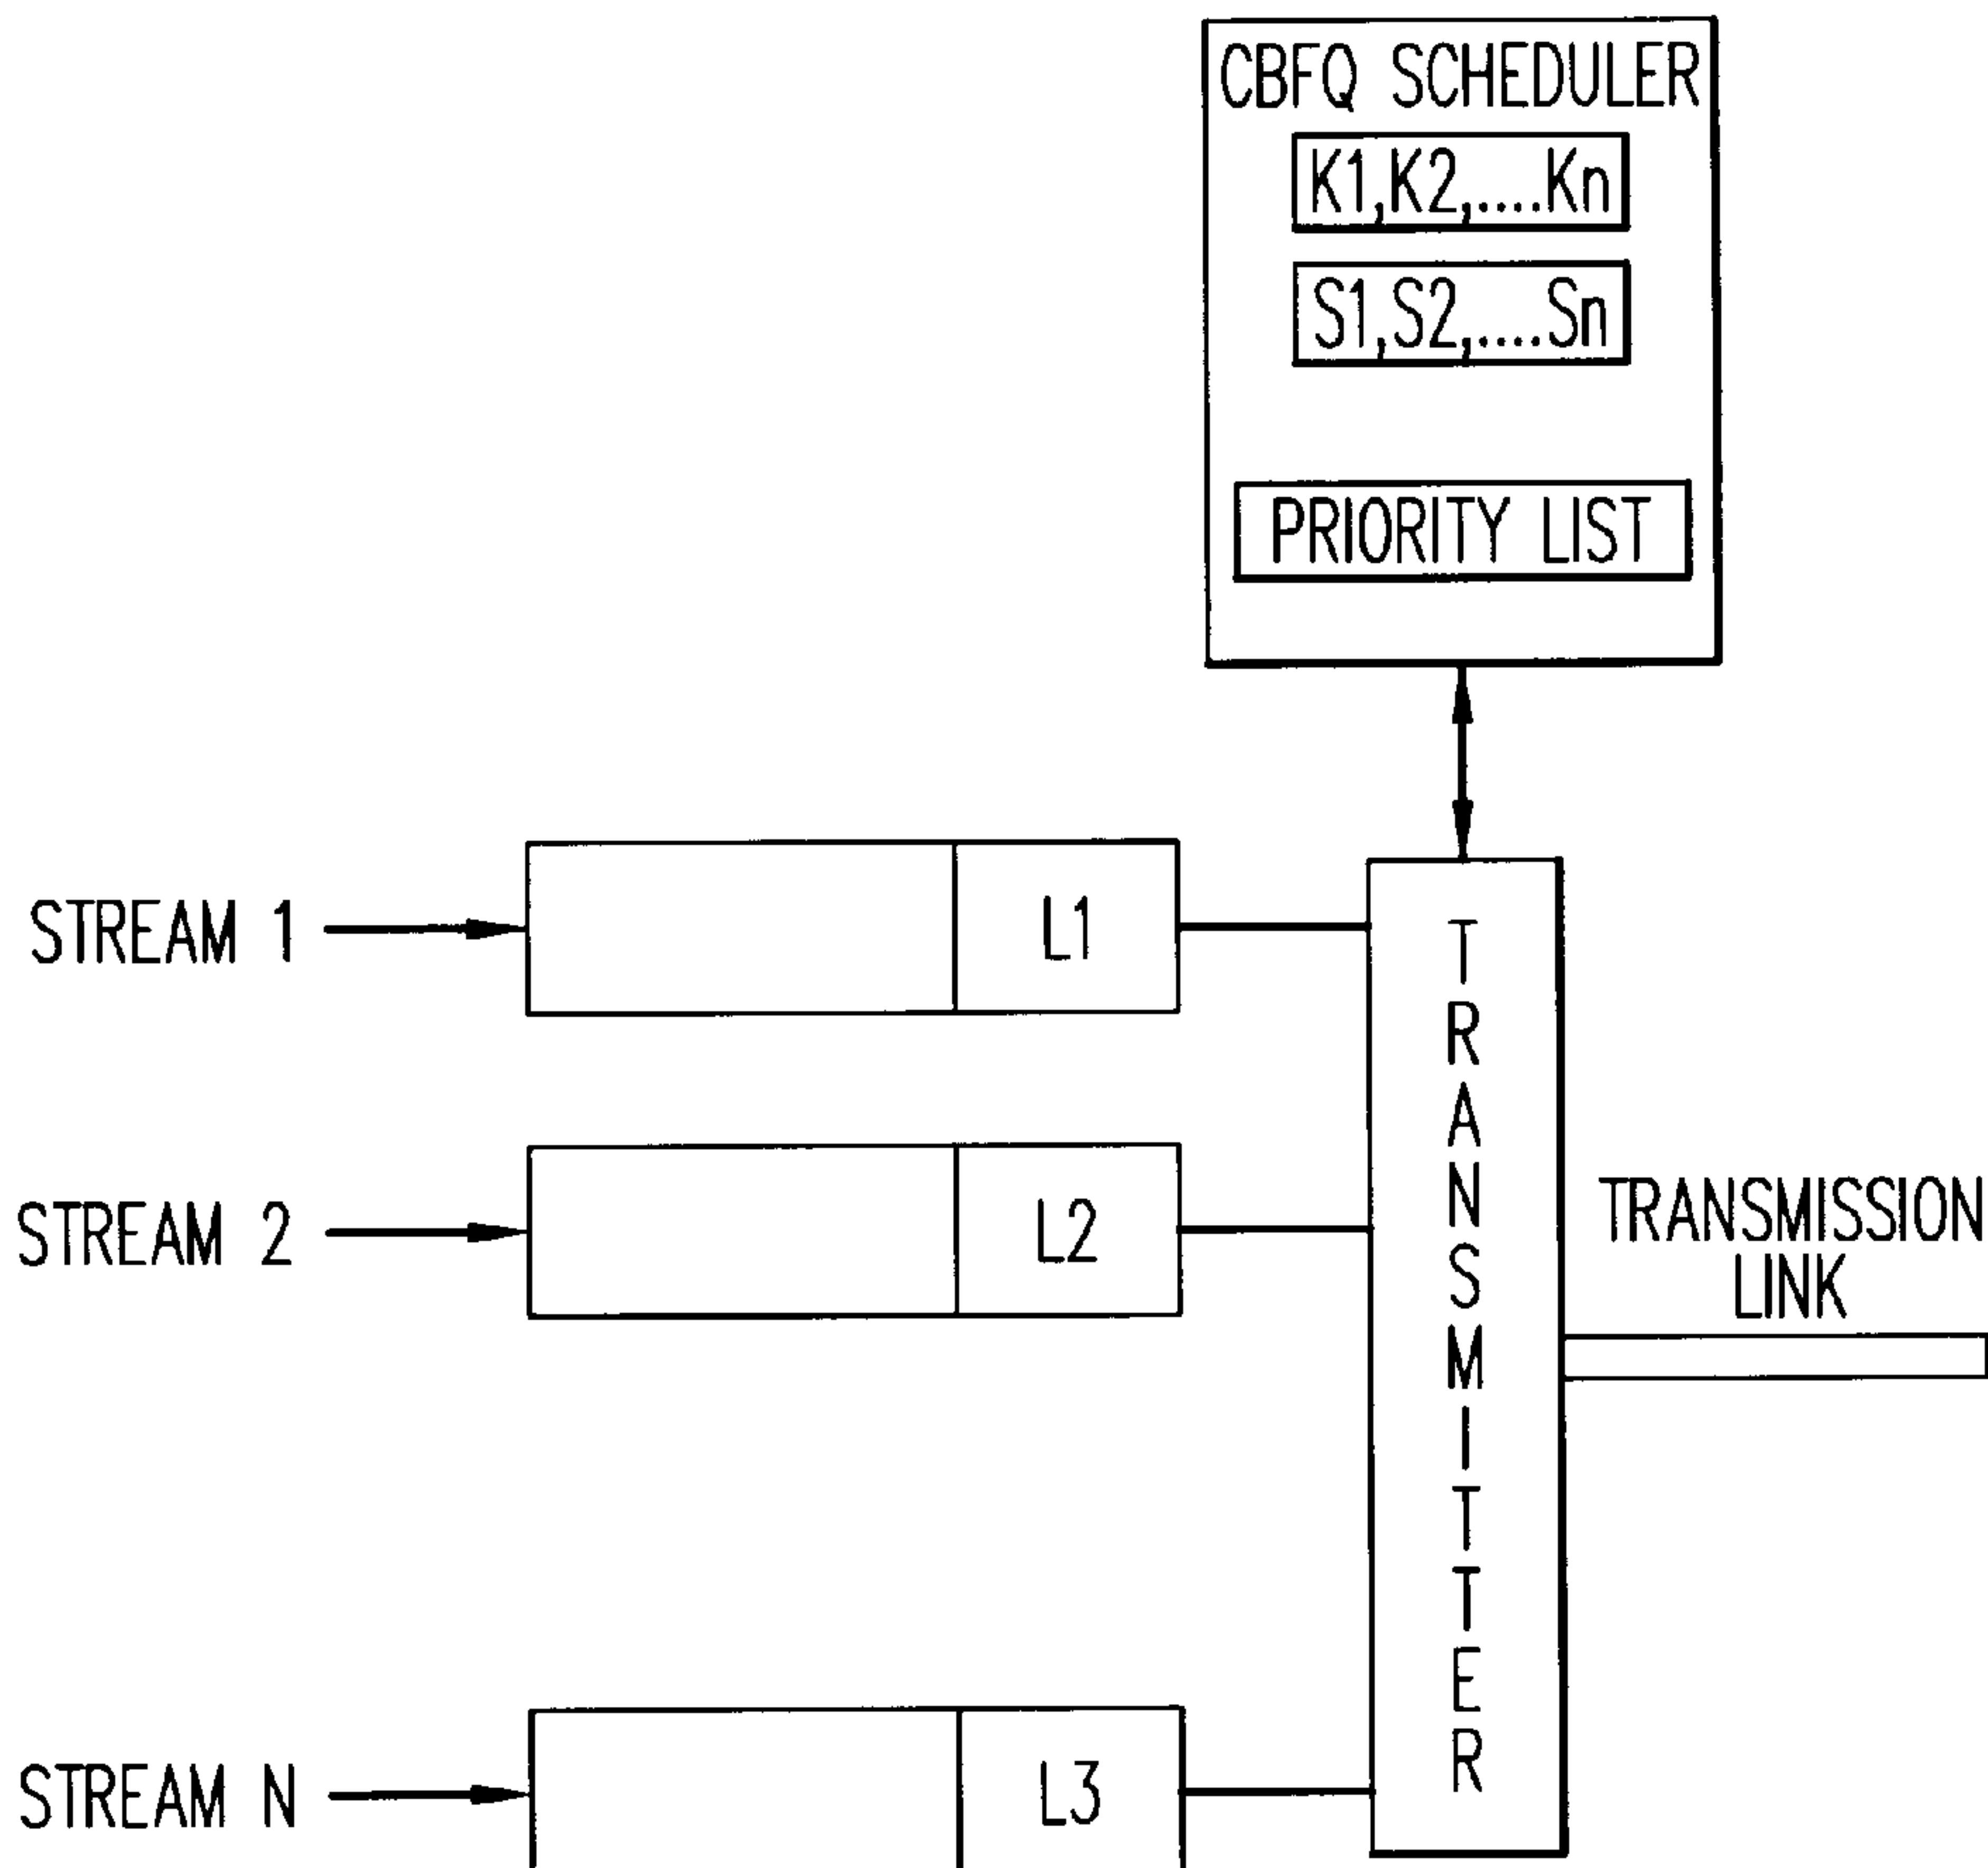 CBFQ SCHEDULER
K1,K2,....Kn
S1,S2,....Sn
PRIORITY LIST
STREAM 1
L1
STREAM 2
L2
STREAM N
L3
TRANSMITTER
TRANSMISSION
LINK